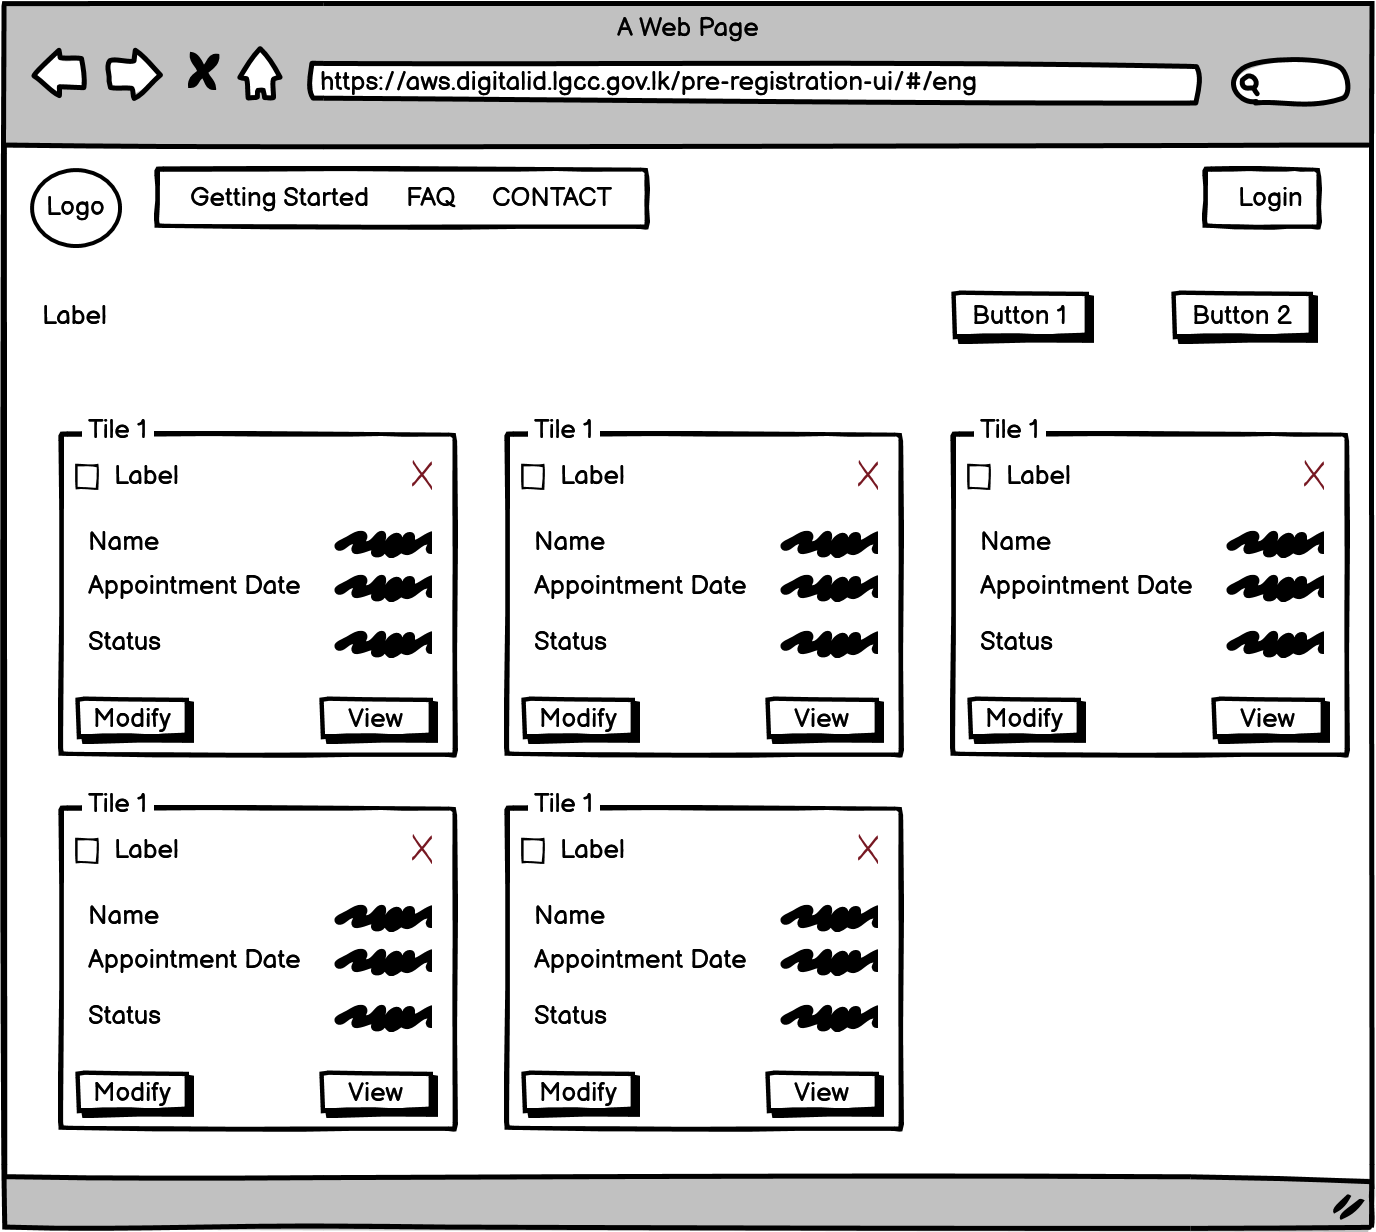 A Web Page
https://aws.digitalid.lgcc.gov.lk/pre-registration-ui/#/eng
Logo
Getting Started FAQ CONTACT
Login
Label
Button 1
Button 2
Tile 1
Label
Name
Appointment Date
Status
Modify
View
Tile 1
Label
Name
Appointment Date
Status
Modify
View
Tile 1
Label
Name
Appointment Date
Status
Modify
View
Tile 1
Label
Name
Appointment Date
Status
Modify
View
Tile 1
Label
Name
Appointment Date
Status
Modify
View